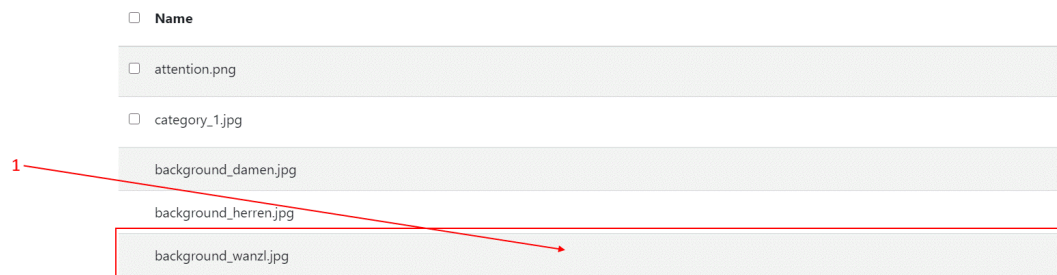 Name
attention.png
category_1.jpg
background_damen.jpg
1
background_herren.jpg
background_wanzl.jpg